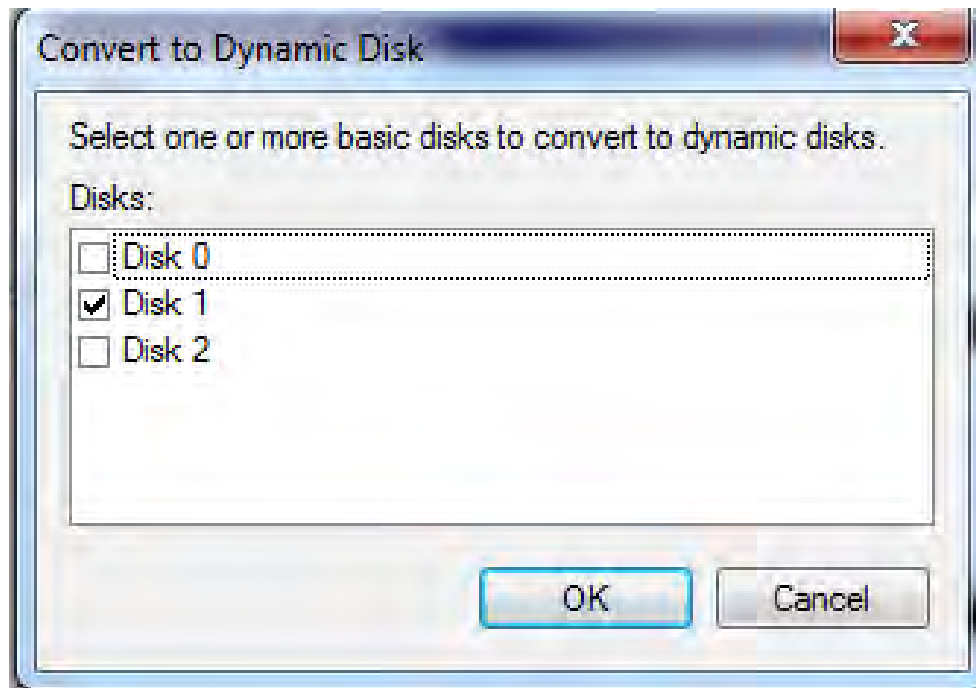 Convert to Dynamic Disk
Select one or more basic disks to convert to dynamic disks.
Disks:
Disk 0
Disk 1
Disk 2
OK
Cancel